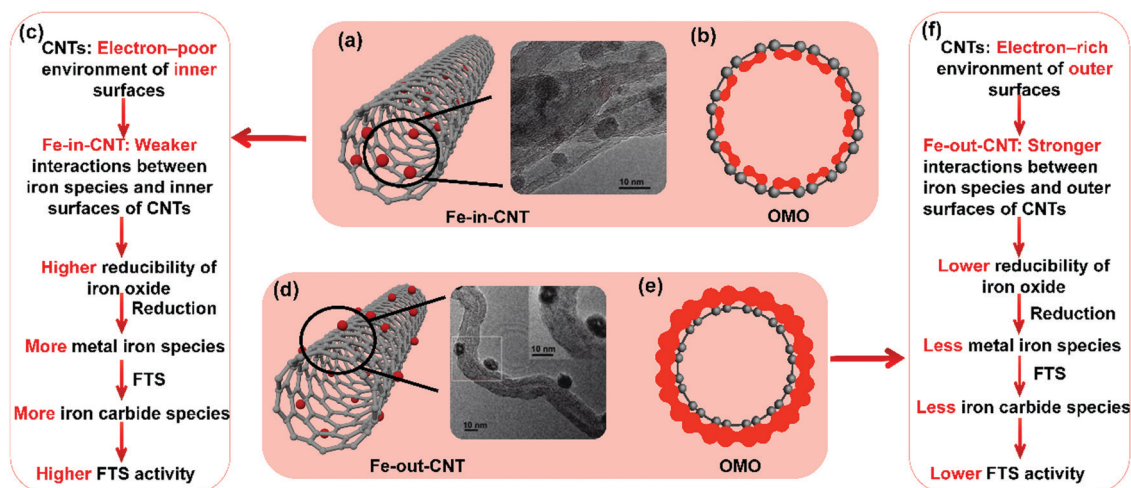 (c)
CNTs: Electron–poor
environment of inner
surfaces
Fe-in-CNT: Weaker
interactions between
iron species and inner
surfaces of CNTs
Higher reducibility of
iron oxide
Reduction
More metal iron species
FTS
More iron carbide species
Higher FTS activity
(a)
10 nm
Fe-in-CNT
(b)
OMO
(d)
10 nm
10 nm
Fe-out-CNT
(e)
OMO
(f)
CNTs: Electron–rich
environment of outer
surfaces
Fe-out-CNT: Stronger
interactions between
iron species and outer
surfaces of CNTs
Lower reducibility of
iron oxide
Reduction
Less metal iron species
FTS
Less iron carbide species
Lower FTS activity